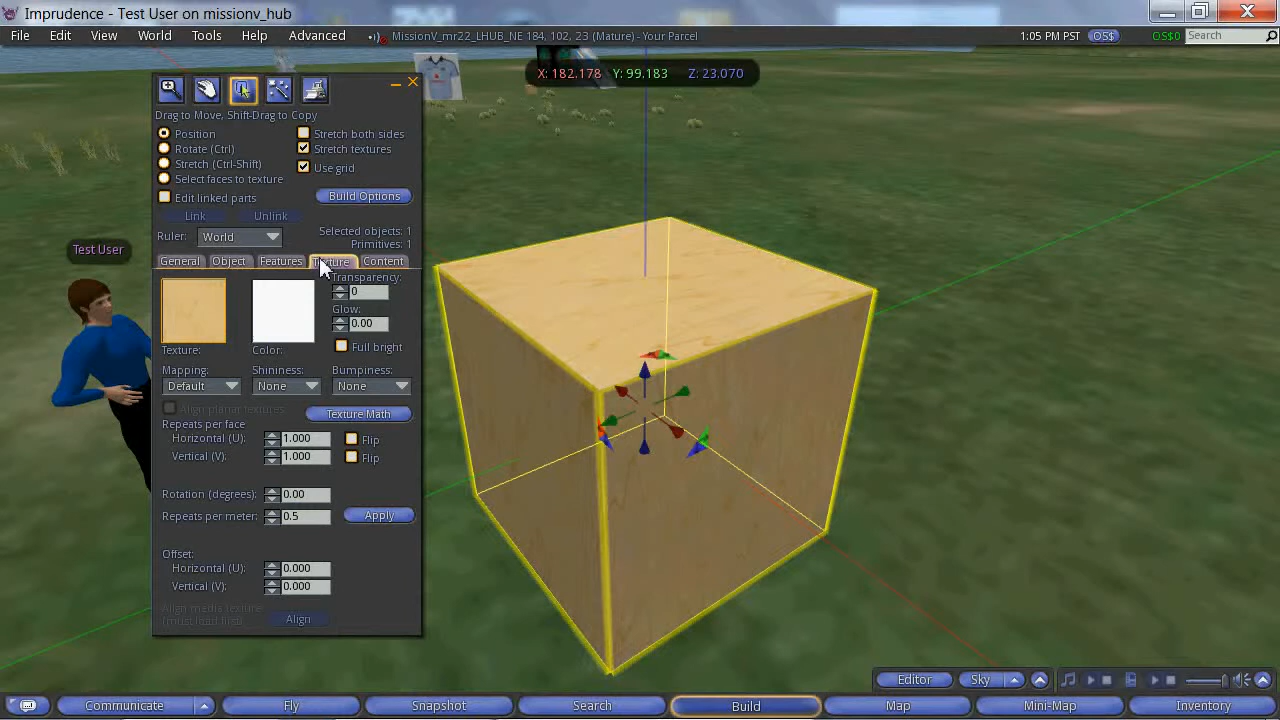 Imprudence - Test User on missionv_hub
File Edit View World Tools Help Advanced MissionV_mr22_LHUB_NE 184, 102, 23 (Mature) - Your Parcel 1:05 PM PST OS$ OS$0 Search
X: 182.178 Y: 99.183 Z: 23.070
Drag to Move, Shift-Drag to Copy
Position Stretch both sides
Rotate (Ctrl) Stretch textures
Stretch (Ctrl-Shift) Use grid
Select faces to texture
Edit linked parts Build Options
Link Unlink
Selected objects: 1
Ruler: World
Primitives: 1
Test User
General Object Features Texture Content
Transparency:
0
Glow:
0.00
Full bright
Texture: Color:
Mapping: Shininess: Bumpiness:
Default None None
Align planar textures
Texture Math
Repeats per face
Horizontal (U): 1.000 Flip
Vertical (V): 1.000 Flip
Rotation (degrees): 0.00
Repeats per meter: 0.5 Apply
Offset:
Horizontal (U): 0.000
Vertical (V): 0.000
Align media texture
(must load first) Align
Editor Sky
Communicate Fly Snapshot Search Build Map Mini-Map Inventory